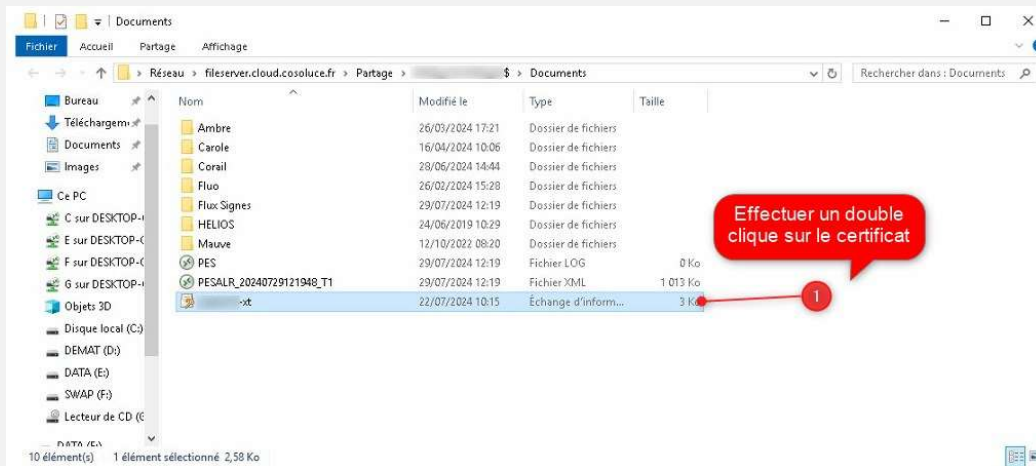 Documents
Fichier Accueil Partage Affichage
Réseau > fileserver.cloud.cosoluce.fr > Partage > $ > Documents
Rechercher dans : Documents
Bureau
Téléchargem
Documents
Images
Ce PC
C sur DESKTOP-
E sur DESKTOP-C
F sur DESKTOP-C
G sur DESKTOP-
Objets 3D
Disque local (C:)
DEMAT (D:)
DATA (E:)
SWAP (F:)
Lecteur de CD (G
DATA (E:)
Nom Modifié le Type Taille
Ambre 26/03/2024 17:21 Dossier de fichiers
Carole 16/04/2024 10:06 Dossier de fichiers
Corail 28/06/2024 14:44 Dossier de fichiers
Fluo 26/02/2024 15:28 Dossier de fichiers
Flux Signes 29/07/2024 12:19 Dossier de fichiers
HELIOS 24/06/2019 10:29 Dossier de fichiers
Mauve 12/10/2022 08:20 Dossier de fichiers
PES 29/07/2024 12:19 Fichier LOG 0 Ko
PESALR_20240729121948_T1 29/07/2024 12:19 Fichier XML 1 013 Ko
-xt 22/07/2024 10:15 Échange d'inform... 3 Ko
Effectuer un double
clique sur le certificat
1
10 élément(s) 1 élément sélectionné 2,58 Ko